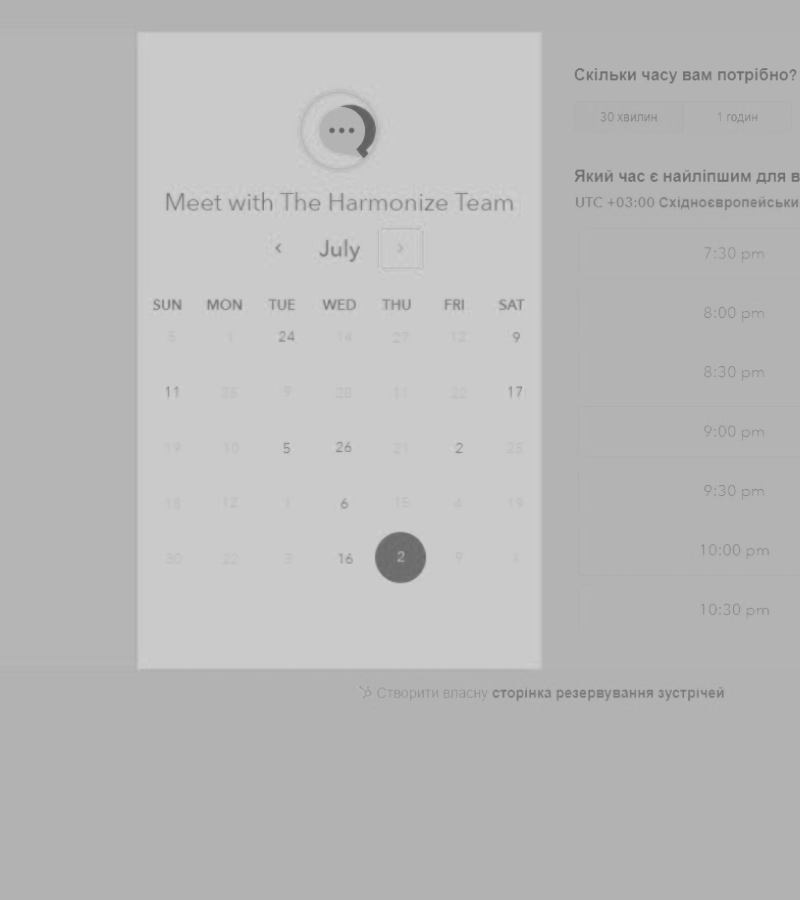 Meet with The Harmonize Team
July
SUN MON TUE WED THU FRI SAT
5 1 24 14 27 12 9
11 25 9 28 11 22 17
19 10 5 26 21 2 25
18 12 1 6 15 4 19
30 22 3 16 2 9
Скільки часу вам потрібно?
30 хвилин 1 годин
Який час є найліпшим для в
UTC +03:00 Східноєвропейськи
7:30 pm
8:00 pm
8:30 pm
9:00 pm
9:30 pm
10:00 pm
10:30 pm
Створити власну сторінка резервування зустрічей